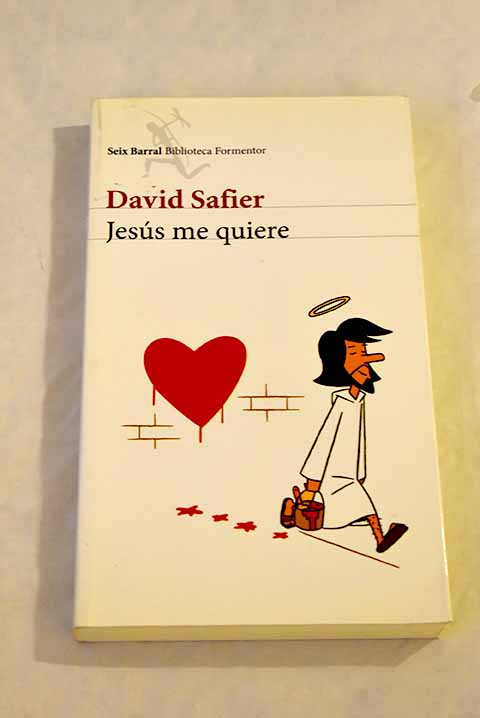 Seix Barral Biblioteca Formentor
David Safier
Jesús me quiere